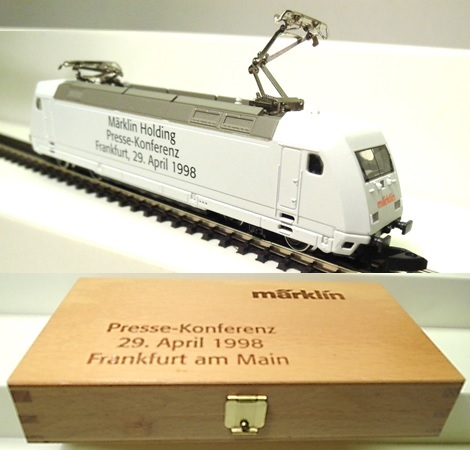 Märklin Holding
Presse-Konferenz
Frankfurt, 29. April 1998
märklin
märklin
Presse-Konferenz
29. April 1998
Frankfurt am Main